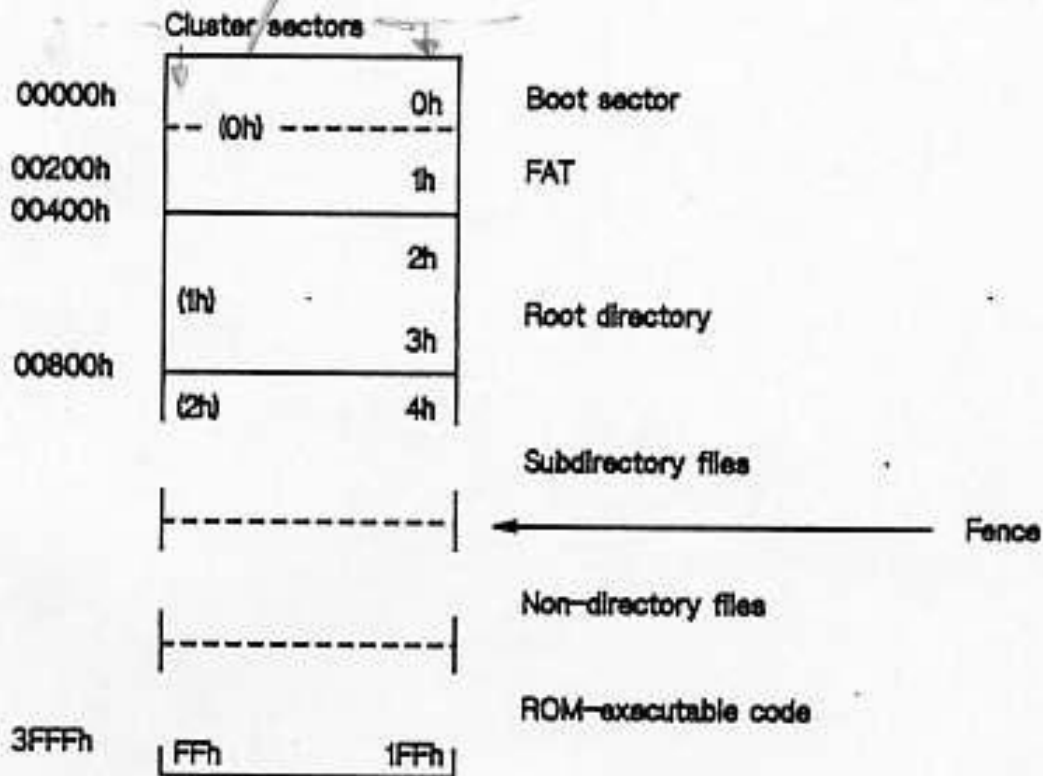 Cluster sectors
00000h 0h Boot sector
(0h)
00200h 1h FAT
00400h
2h
(1h) Root directory
3h
00800h
(2h) 4h
Subdirectory files
Fence
Non-directory files
ROM-executable code
3FFFh FFh 1FFh